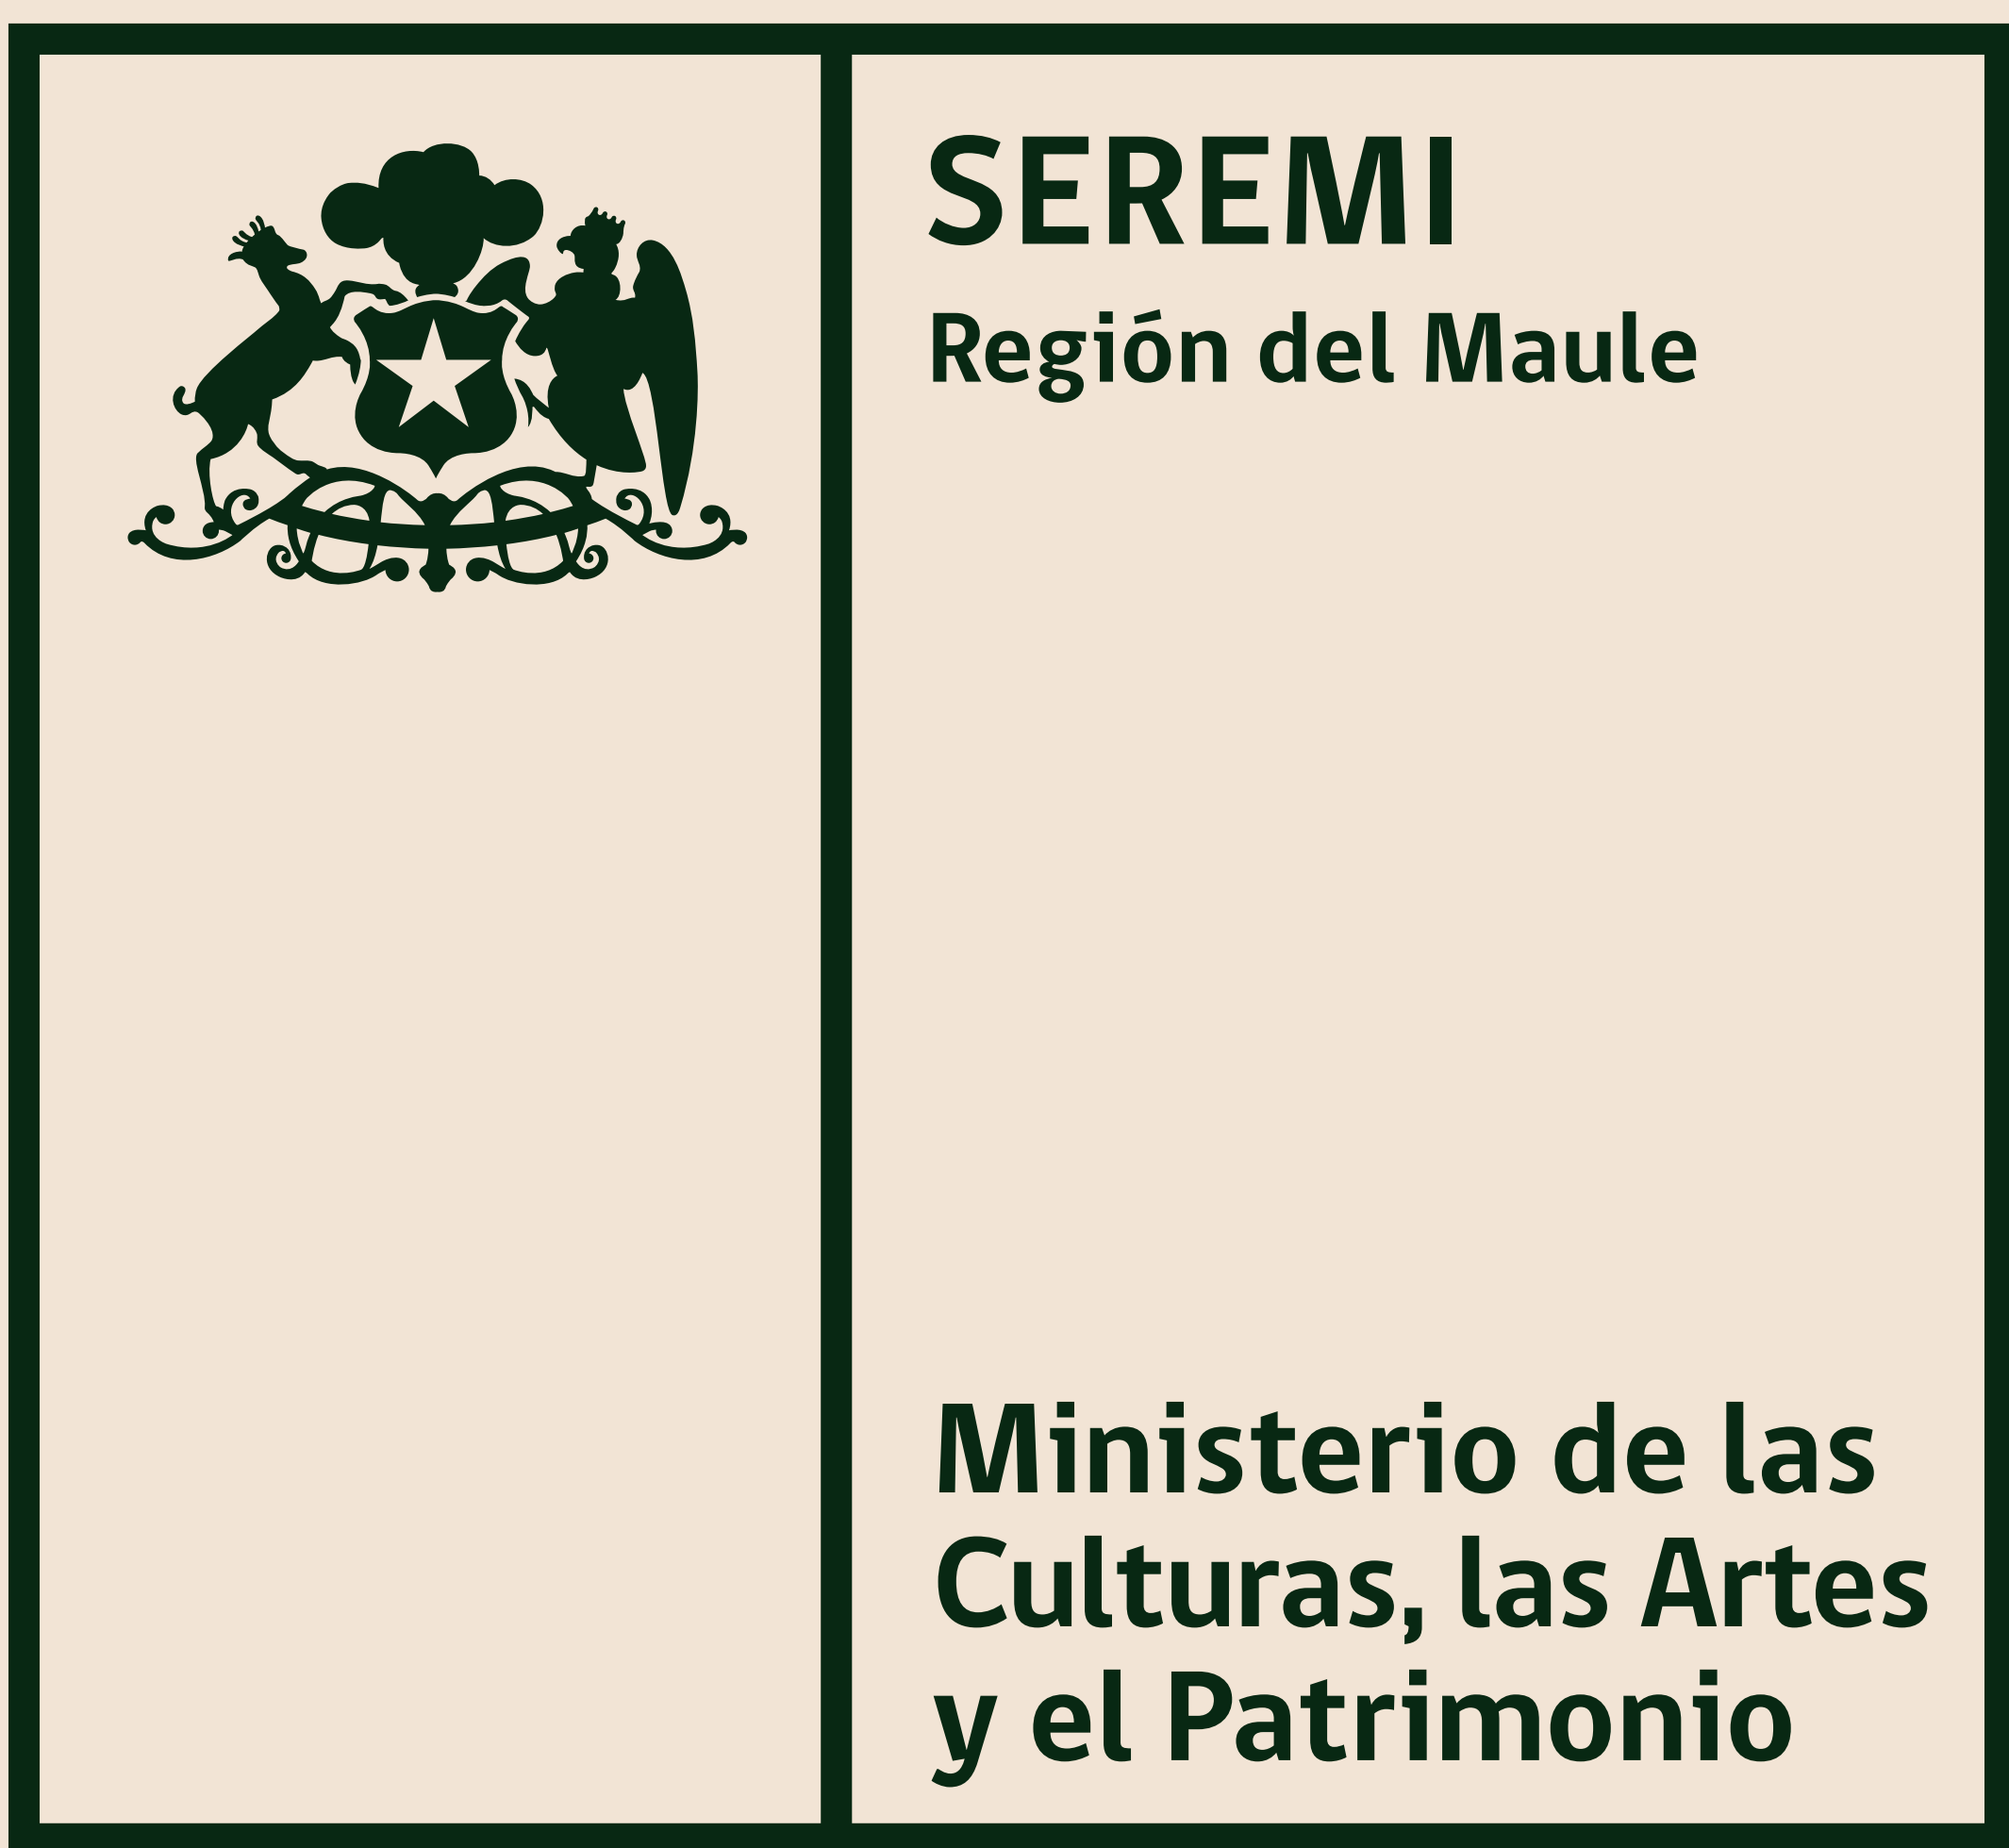 SEREMI
Región del Maule
Ministerio de las
Culturas, las Artes
y el Patrimonio